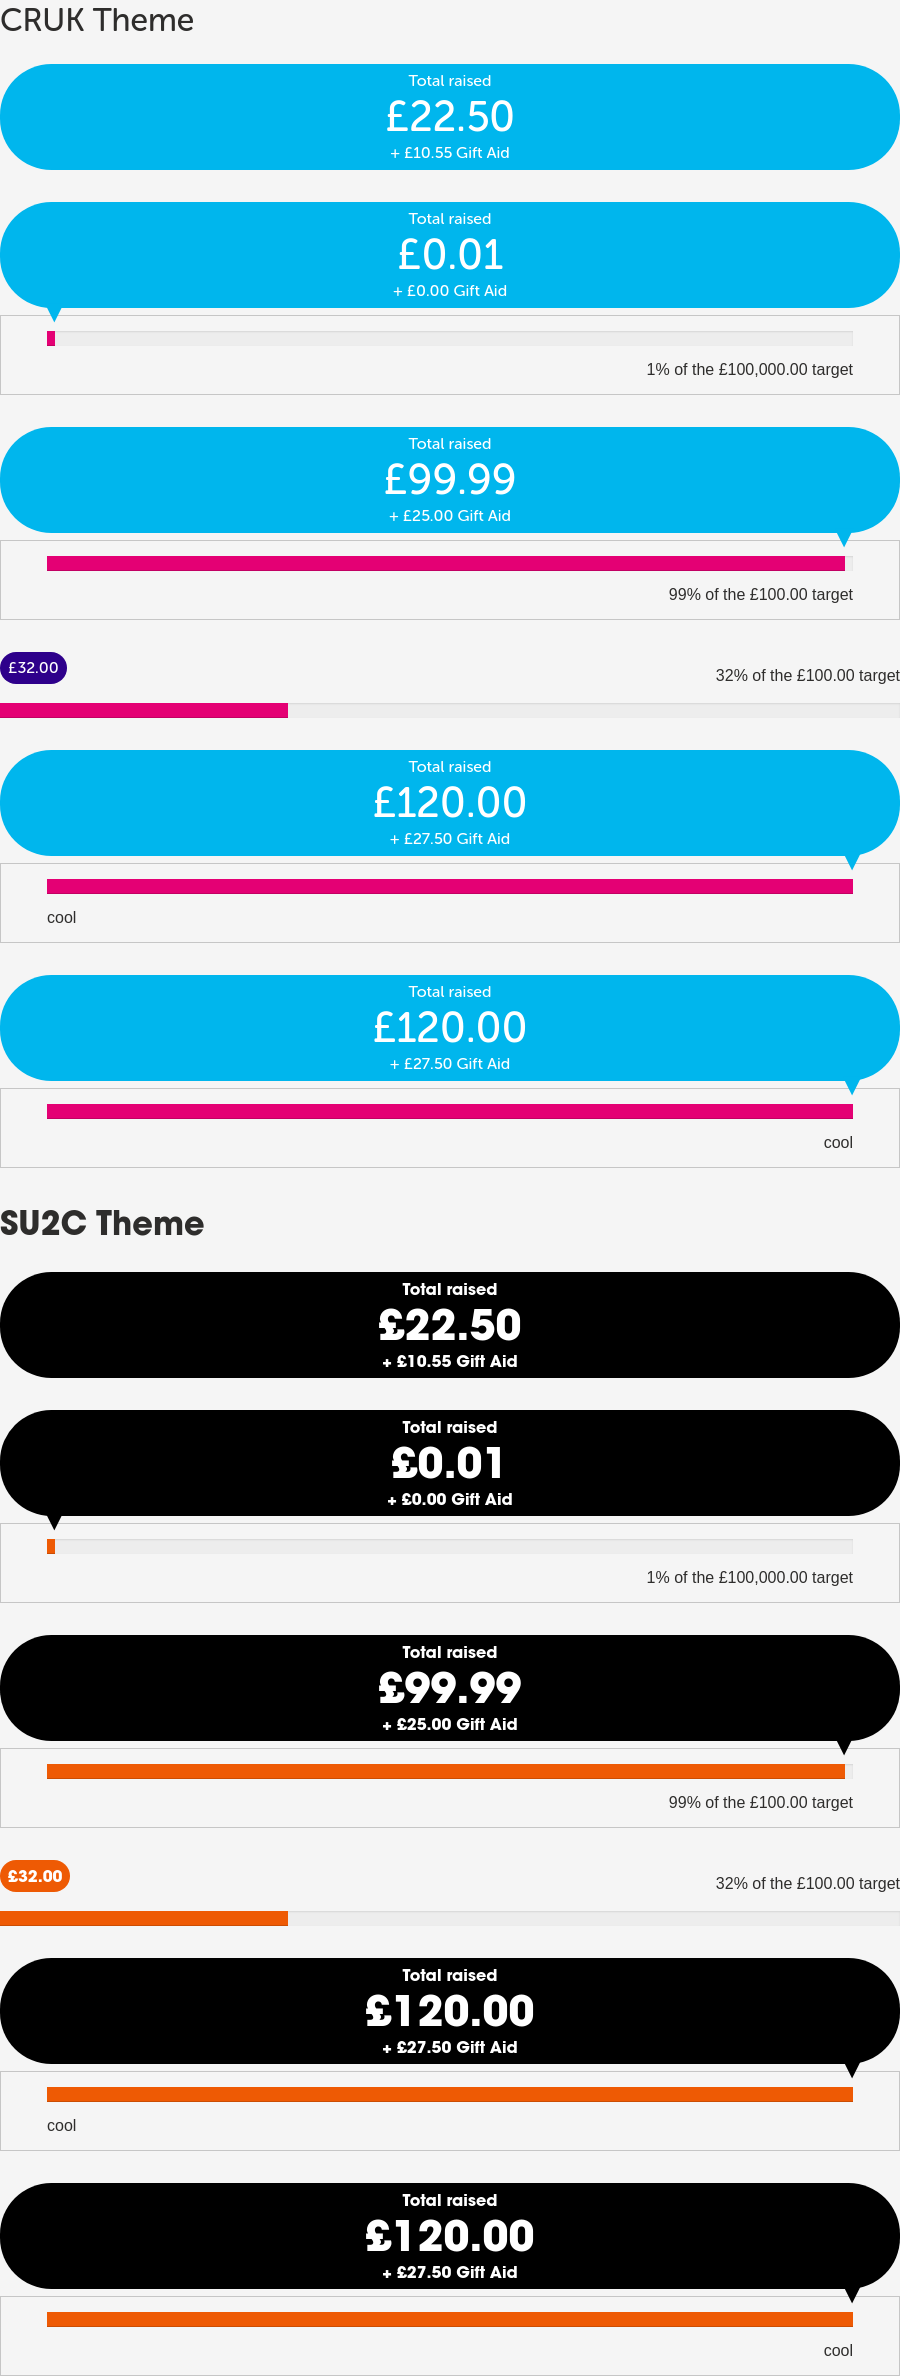 CRUK Theme
Total raised
£22.50
+ £10.55 Gift Aid
Total raised
£0.01
+ £0.00 Gift Aid
1% of the £100,000.00 target
Total raised
£99.99
+ £25.00 Gift Aid
99% of the £100.00 target
£32.00
32% of the £100.00 target
Total raised
£120.00
+ £27.50 Gift Aid
cool
Total raised
£120.00
+ £27.50 Gift Aid
cool
SU2C Theme
Total raised
£22.50
+ £10.55 Gift Aid
Total raised
£0.01
+ £0.00 Gift Aid
1% of the £100,000.00 target
Total raised
£99.99
+ £25.00 Gift Aid
99% of the £100.00 target
£32.00
32% of the £100.00 target
Total raised
£120.00
+ £27.50 Gift Aid
cool
Total raised
£120.00
+ £27.50 Gift Aid
cool